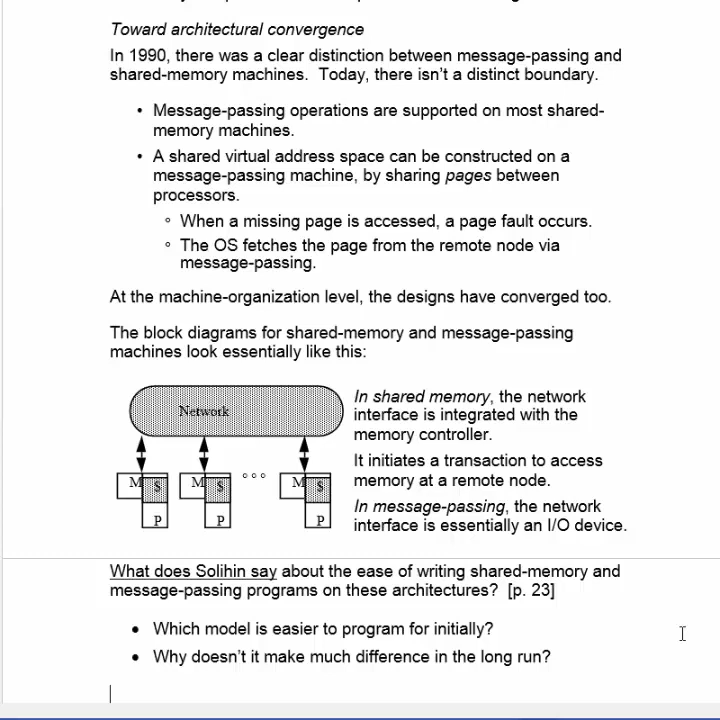 Toward architectural convergence
In 1990, there was a clear distinction between message-passing and
shared-memory machines.  Today, there isn't a distinct boundary.
• Message-passing operations are supported on most shared-
memory machines.
• A shared virtual address space can be constructed on a
message-passing machine, by sharing pages between
processors.
° When a missing page is accessed, a page fault occurs.
° The OS fetches the page from the remote node via
message-passing.
At the machine-organization level, the designs have converged too.
The block diagrams for shared-memory and message-passing
machines look essentially like this:
Network
M $ M $ ° ° ° M $
P P P
In shared memory, the network
interface is integrated with the
memory controller.
It initiates a transaction to access
memory at a remote node.
In message-passing, the network
interface is essentially an I/O device.
What does Solihin say about the ease of writing shared-memory and
message-passing programs on these architectures?  [p. 23]
• Which model is easier to program for initially?
• Why doesn't it make much difference in the long run?